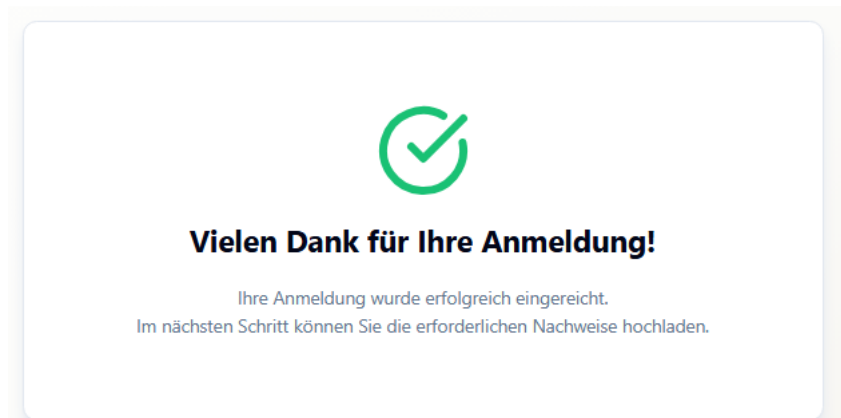 Vielen Dank für Ihre Anmeldung!
Ihre Anmeldung wurde erfolgreich eingereicht.
Im nächsten Schritt können Sie die erforderlichen Nachweise hochladen.